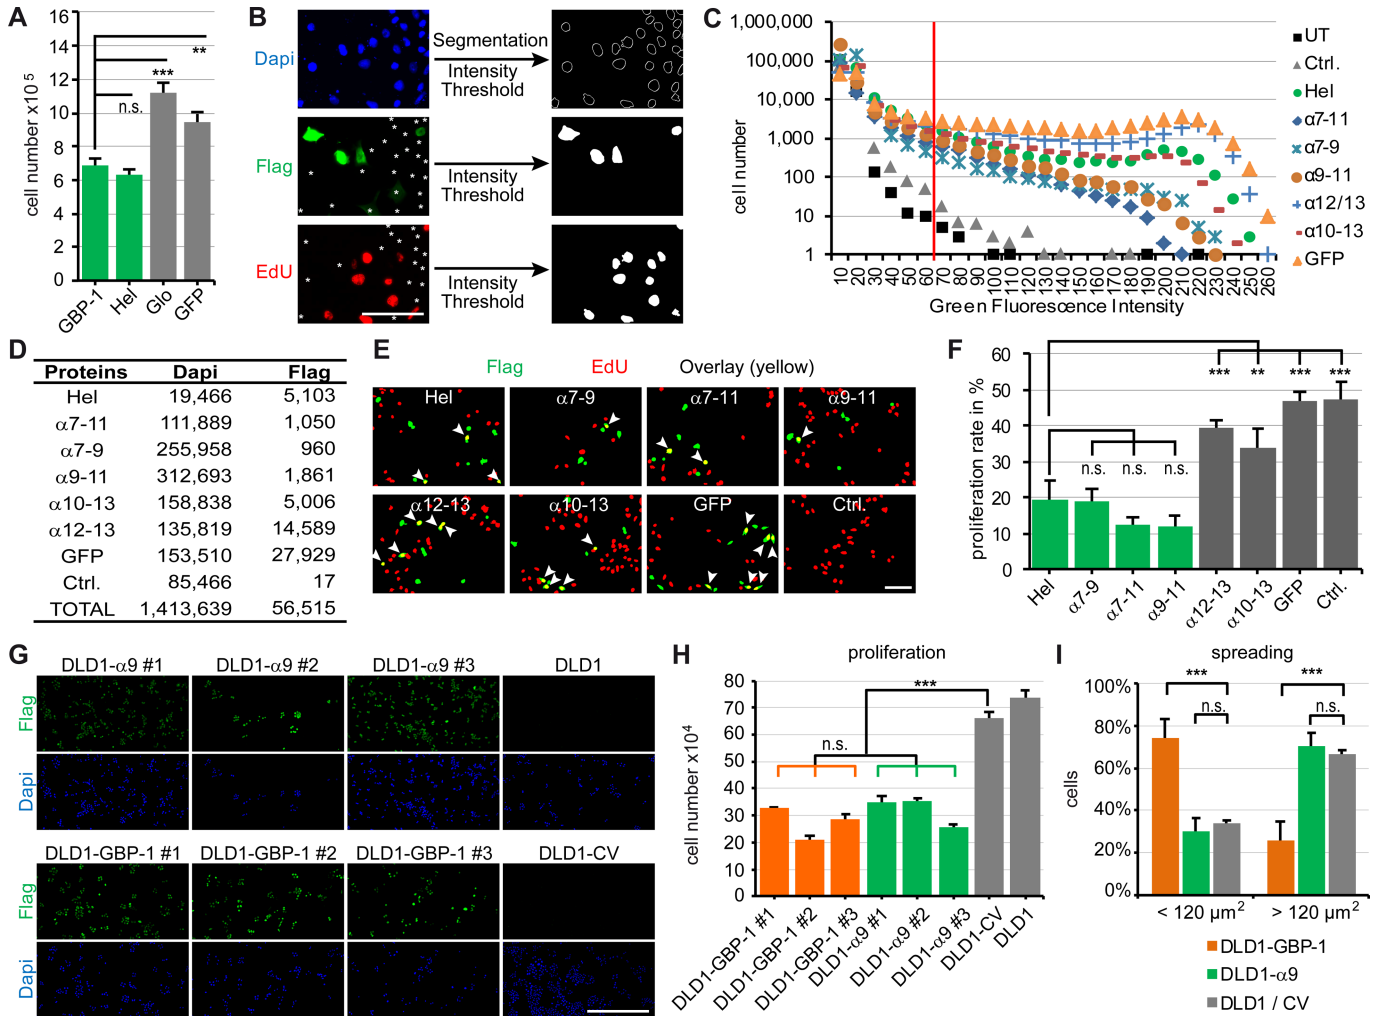 A
cell number x10⁵
16
14
12
10
8
6
4
2
0
**
***
n.s.
GBP-1
Hel
Glo
GFP
B
Dapi
Flag
EdU
Segmentation
Intensity
Threshold
Intensity
Threshold
Intensity
Threshold
C
cell number
1,000,000
100,000
10,000
1,000
100
10
1
10 20 30 40 50 60 70 80 90 100 110 120 130 140 150 160 170 180 190 200 210 220 230 240 250 260
Green Fluorescence Intensity
UT
Ctrl.
Hel
α7-11
α7-9
α9-11
α12/13
α10-13
GFP
D
Proteins Dapi Flag
Hel 19,466 5,103
α7-11 111,889 1,050
α7-9 255,958 960
α9-11 312,693 1,861
α10-13 158,838 5,006
α12-13 135,819 14,589
GFP 153,510 27,929
Ctrl. 85,466 17
TOTAL 1,413,639 56,515
E
Flag EdU Overlay (yellow)
Hel α7-9 α7-11 α9-11
α12-13 α10-13 GFP Ctrl.
F
proliferation rate in %
60
50
40
30
20
10
0
*** ** *** ***
n.s. n.s. n.s.
Hel
α7-9
α7-11
α9-11
α12-13
α10-13
GFP
Ctrl.
G
DLD1-α9 #1 DLD1-α9 #2 DLD1-α9 #3 DLD1
Flag
Dapi
DLD1-GBP-1 #1 DLD1-GBP-1 #2 DLD1-GBP-1 #3 DLD1-CV
Flag
Dapi
H
proliferation
cell number x10⁴
80
70
60
50
40
30
20
10
0
***
n.s.
DLD1-GBP-1 #1
DLD1-GBP-1 #2
DLD1-GBP-1 #3
DLD1-α9 #1
DLD1-α9 #2
DLD1-α9 #3
DLD1-CV
DLD1
I
spreading
cells
100%
80%
60%
40%
20%
0%
*** ***
n.s. n.s.
< 120 µm² > 120 µm²
DLD1-GBP-1
DLD1-α9
DLD1 / CV